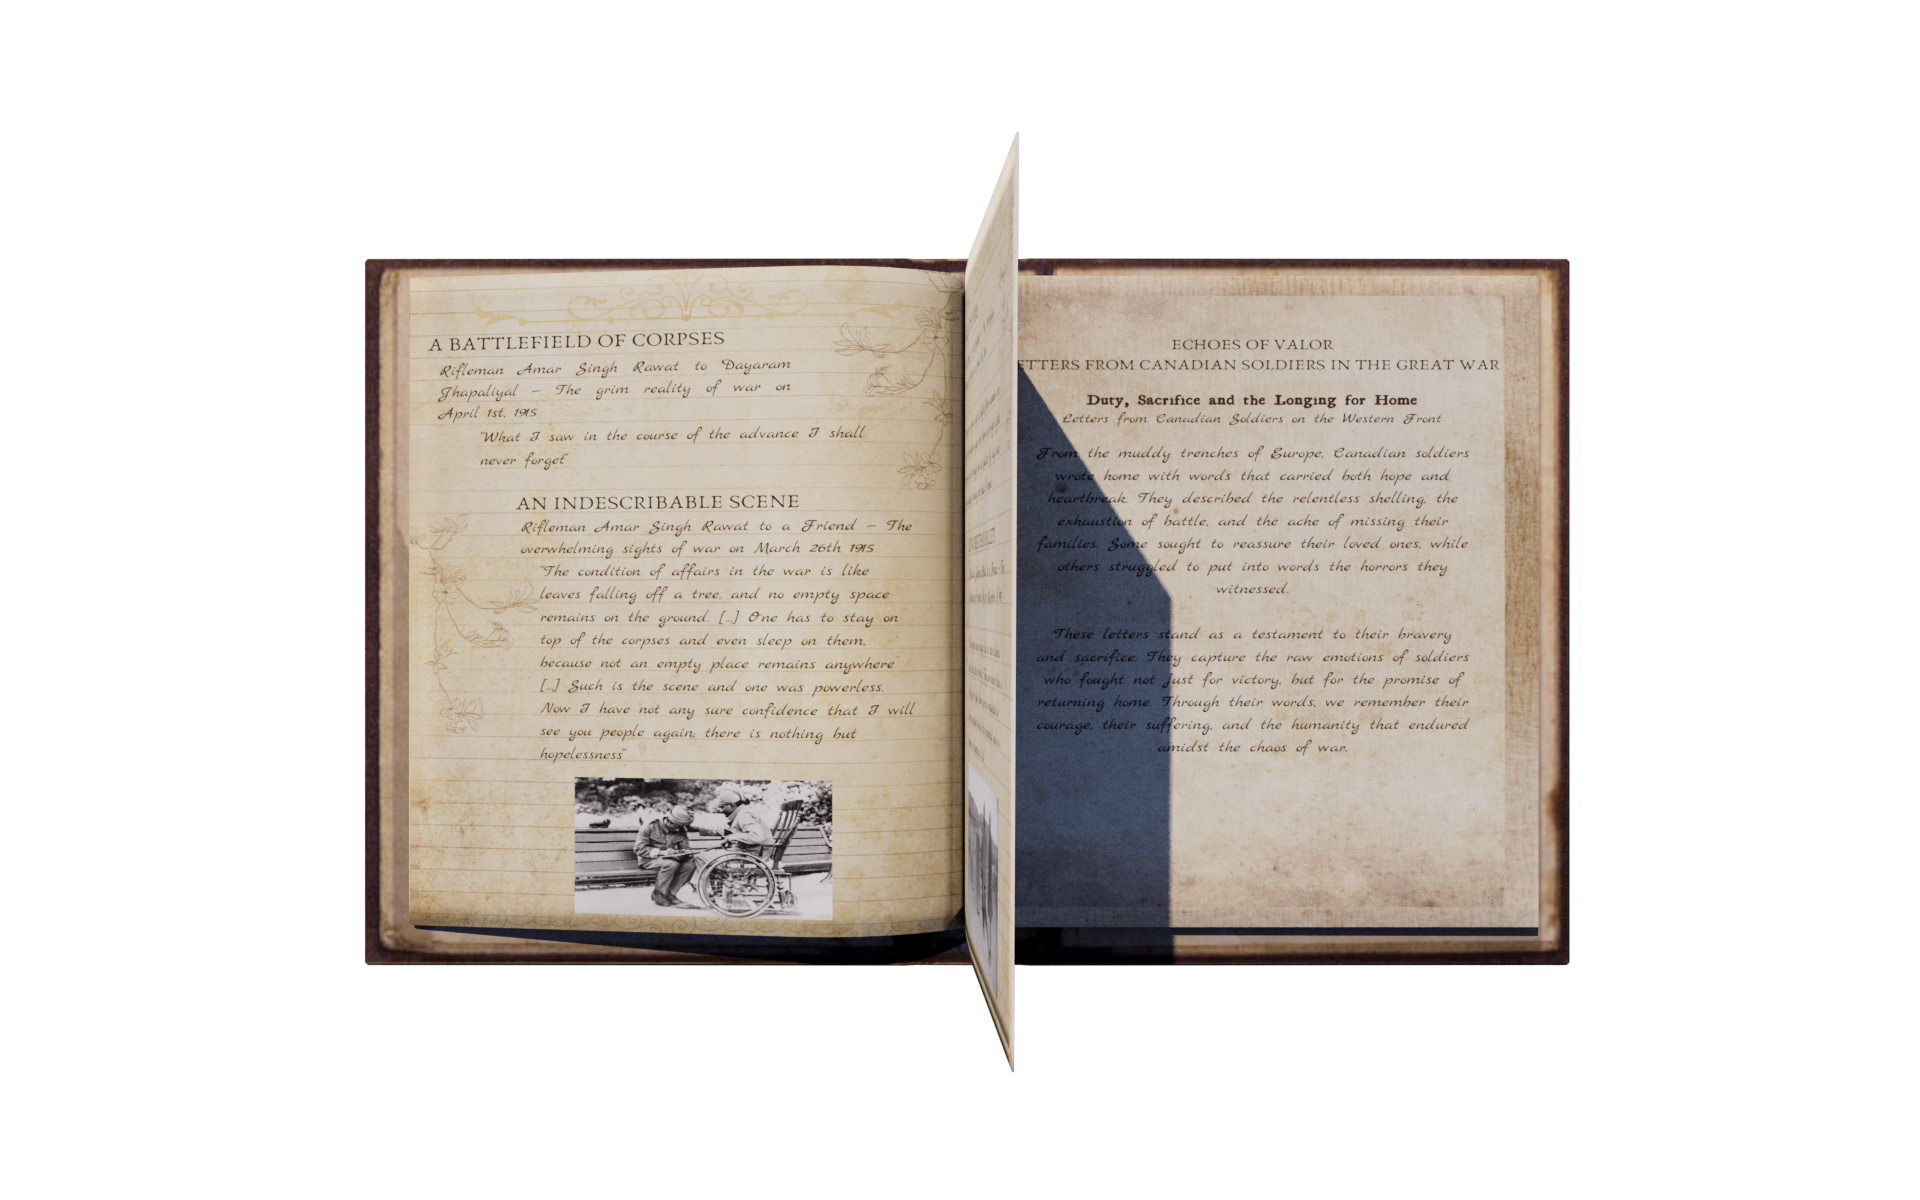 A BATTLEFIELD OF CORPSES
Rifleman Amar Singh Rawat to Dayaram
Jhapaliyal – The grim reality of war on
April 1st, 1915
"What I saw in the course of the advance I shall
never forget"
AN INDESCRIBABLE SCENE
Rifleman Amar Singh Rawat to a Friend – The
overwhelming sights of war on March 26th 1915
"The condition of affairs in the war is like
leaves falling off a tree, and no empty space
remains on the ground. [...] One has to stay on
top of the corpses and even sleep on them,
because not an empty place remains anywhere"
[...] Such is the scene and one was powerless.
Now I have not any sure confidence that I will
see you people again; there is nothing but
hopelessness"
ECHOES OF VALOR
ETTERS FROM CANADIAN SOLDIERS IN THE GREAT WAR
Duty, Sacrifice and the Longing for Home
Letters from Canadian Soldiers on the Western Front
From the muddy trenches of Europe, Canadian soldiers
wrote home with words that carried both hope and
heartbreak. They described the relentless shelling, the
exhaustion of battle, and the ache of missing their
families. Some sought to reassure their loved ones, while
others struggled to put into words the horrors they
witnessed.
These letters stand as a testament to their bravery
and sacrifice. They capture the raw emotions of soldiers
who fought not just for victory, but for the promise of
returning home. Through their words, we remember their
courage, their suffering, and the humanity that endured
amidst the chaos of war.